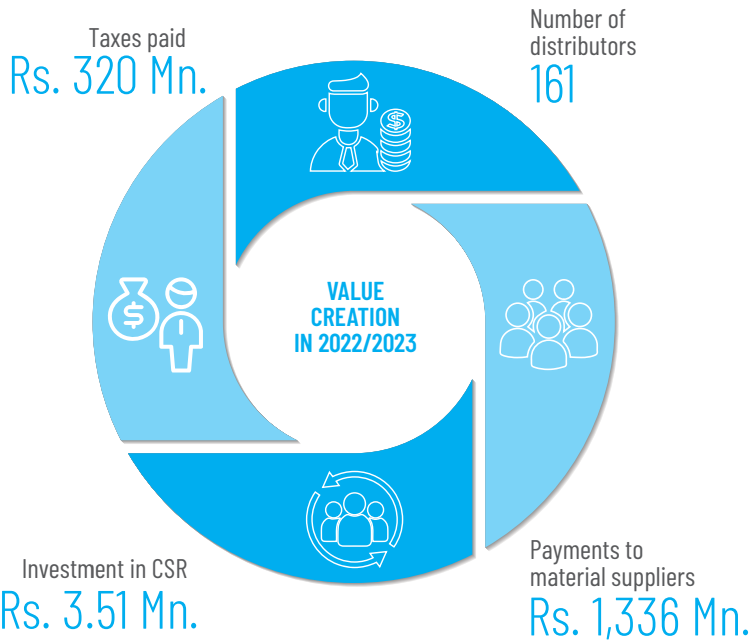 Taxes paid
Rs. 320 Mn.
Number of
distributors
161
VALUE
CREATION
IN 2022/2023
Investment in CSR
Rs. 3.51 Mn.
Payments to
material suppliers
Rs. 1,336 Mn.
$
$